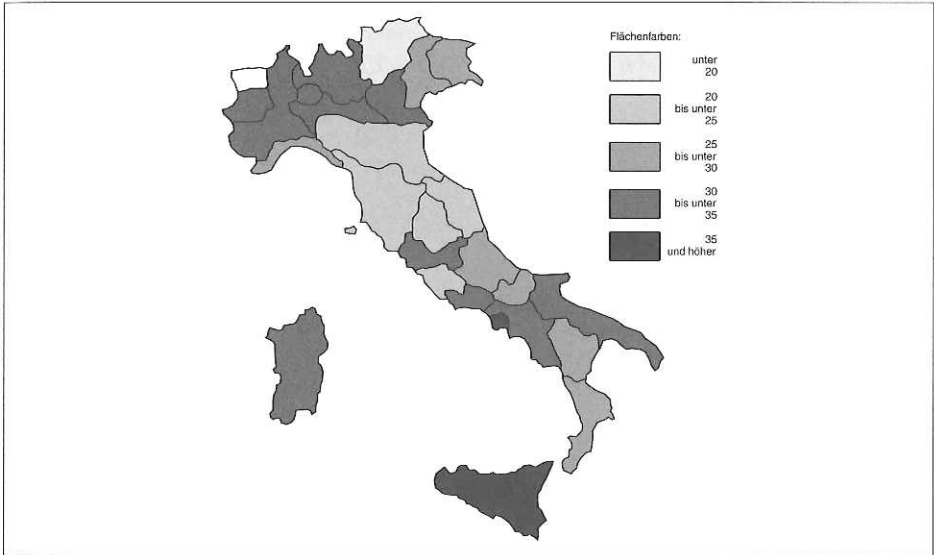 Flächenfarben:
unter
20
20
bis unter
25
25
bis unter
30
30
bis unter
35
35
und höher